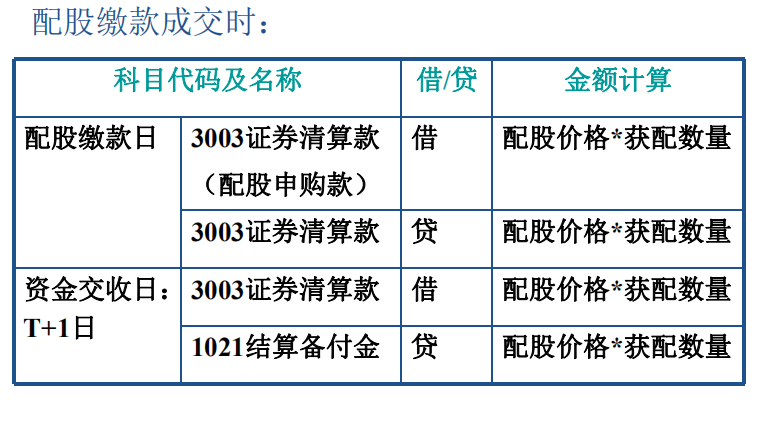 配股缴款成交时：
科目代码及名称 借/贷 金额计算
配股缴款日 3003证券清算款 借 配股价格*获配数量
（配股申购款）
3003证券清算款 贷 配股价格*获配数量
资金交收日： 3003证券清算款 借 配股价格*获配数量
T+1日
1021结算备付金 贷 配股价格*获配数量